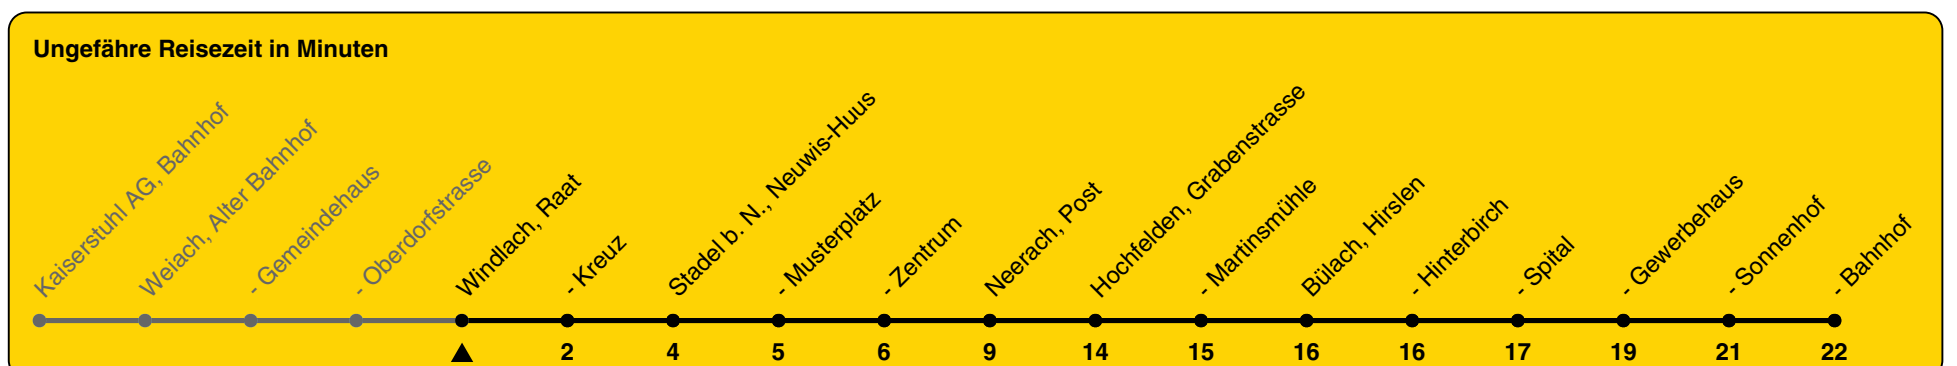 Ungefähre Reisezeit in Minuten
Kaiserstuhl AG, Bahnhof
Weiach, Alter Bahnhof
- Gemeindehaus
- Oberdorfstrasse
Windlach, Raat
- Kreuz
Stadel b. N., Neuwis-Huus
- Musterplatz
- Zentrum
Neerach, Post
Hochfelden, Grabenstrasse
- Martinsmühle
Bülach, Hirslen
- Hinterbirch
- Spital
- Gewerbehaus
- Sonnenhof
- Bahnhof
2 4 5 6 9 14 15 16 16 17 19 21 22